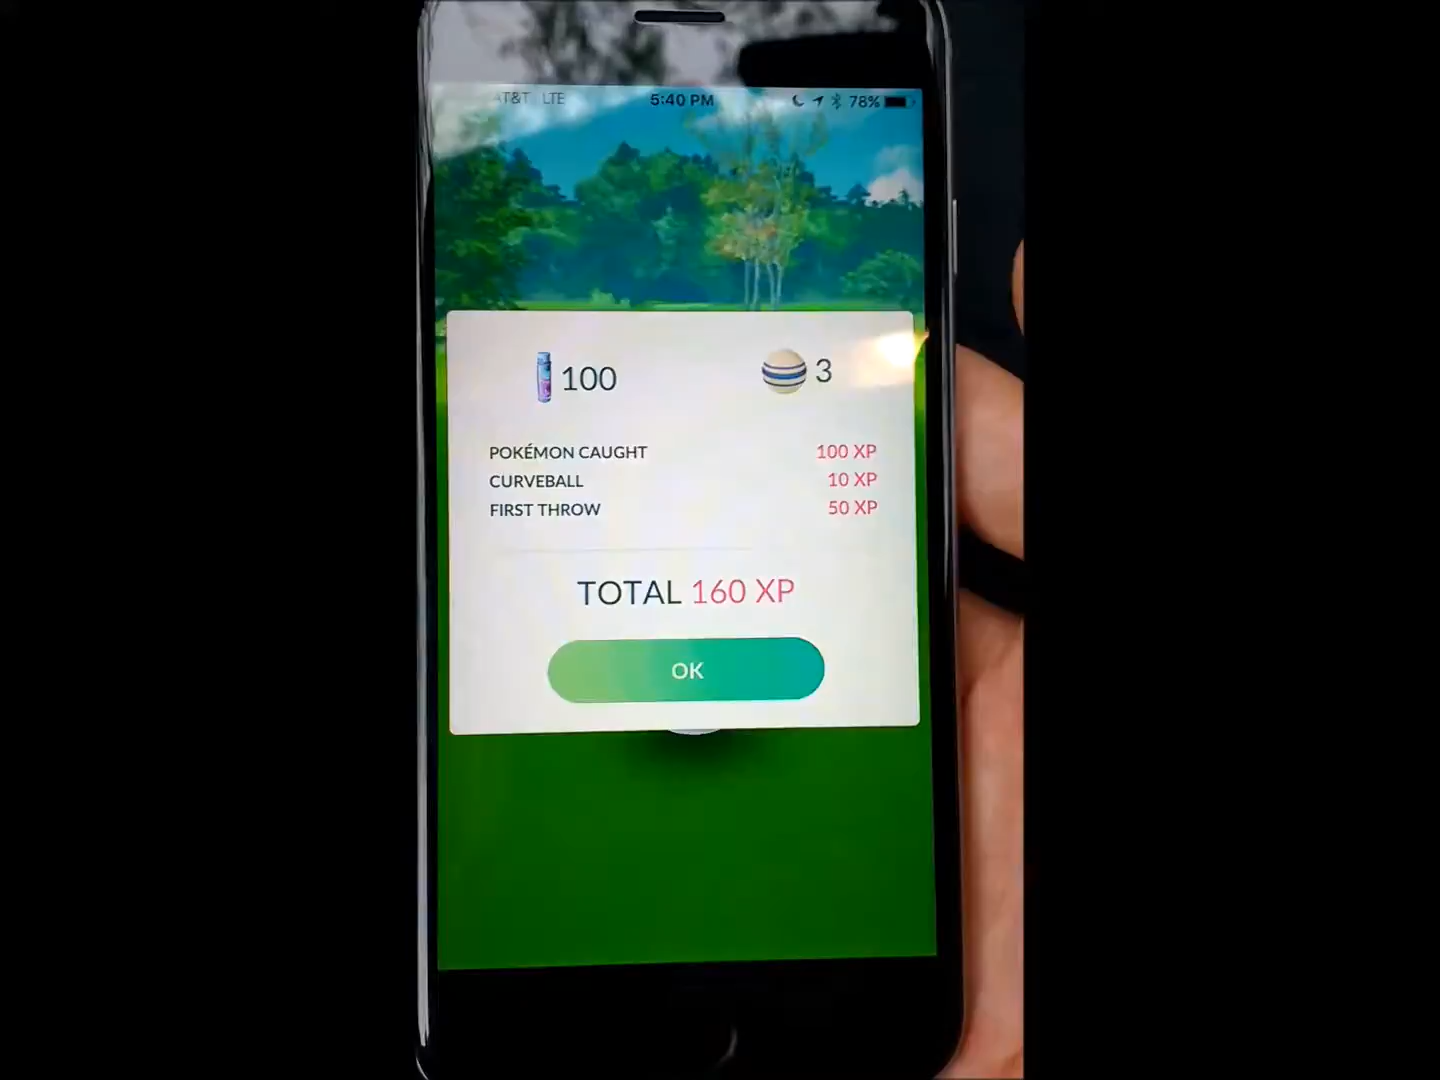 AT&T LTE 5:40 PM 78%
100 3
POKÉMON CAUGHT 100 XP
CURVEBALL 10 XP
FIRST THROW 50 XP
TOTAL 160 XP
OK